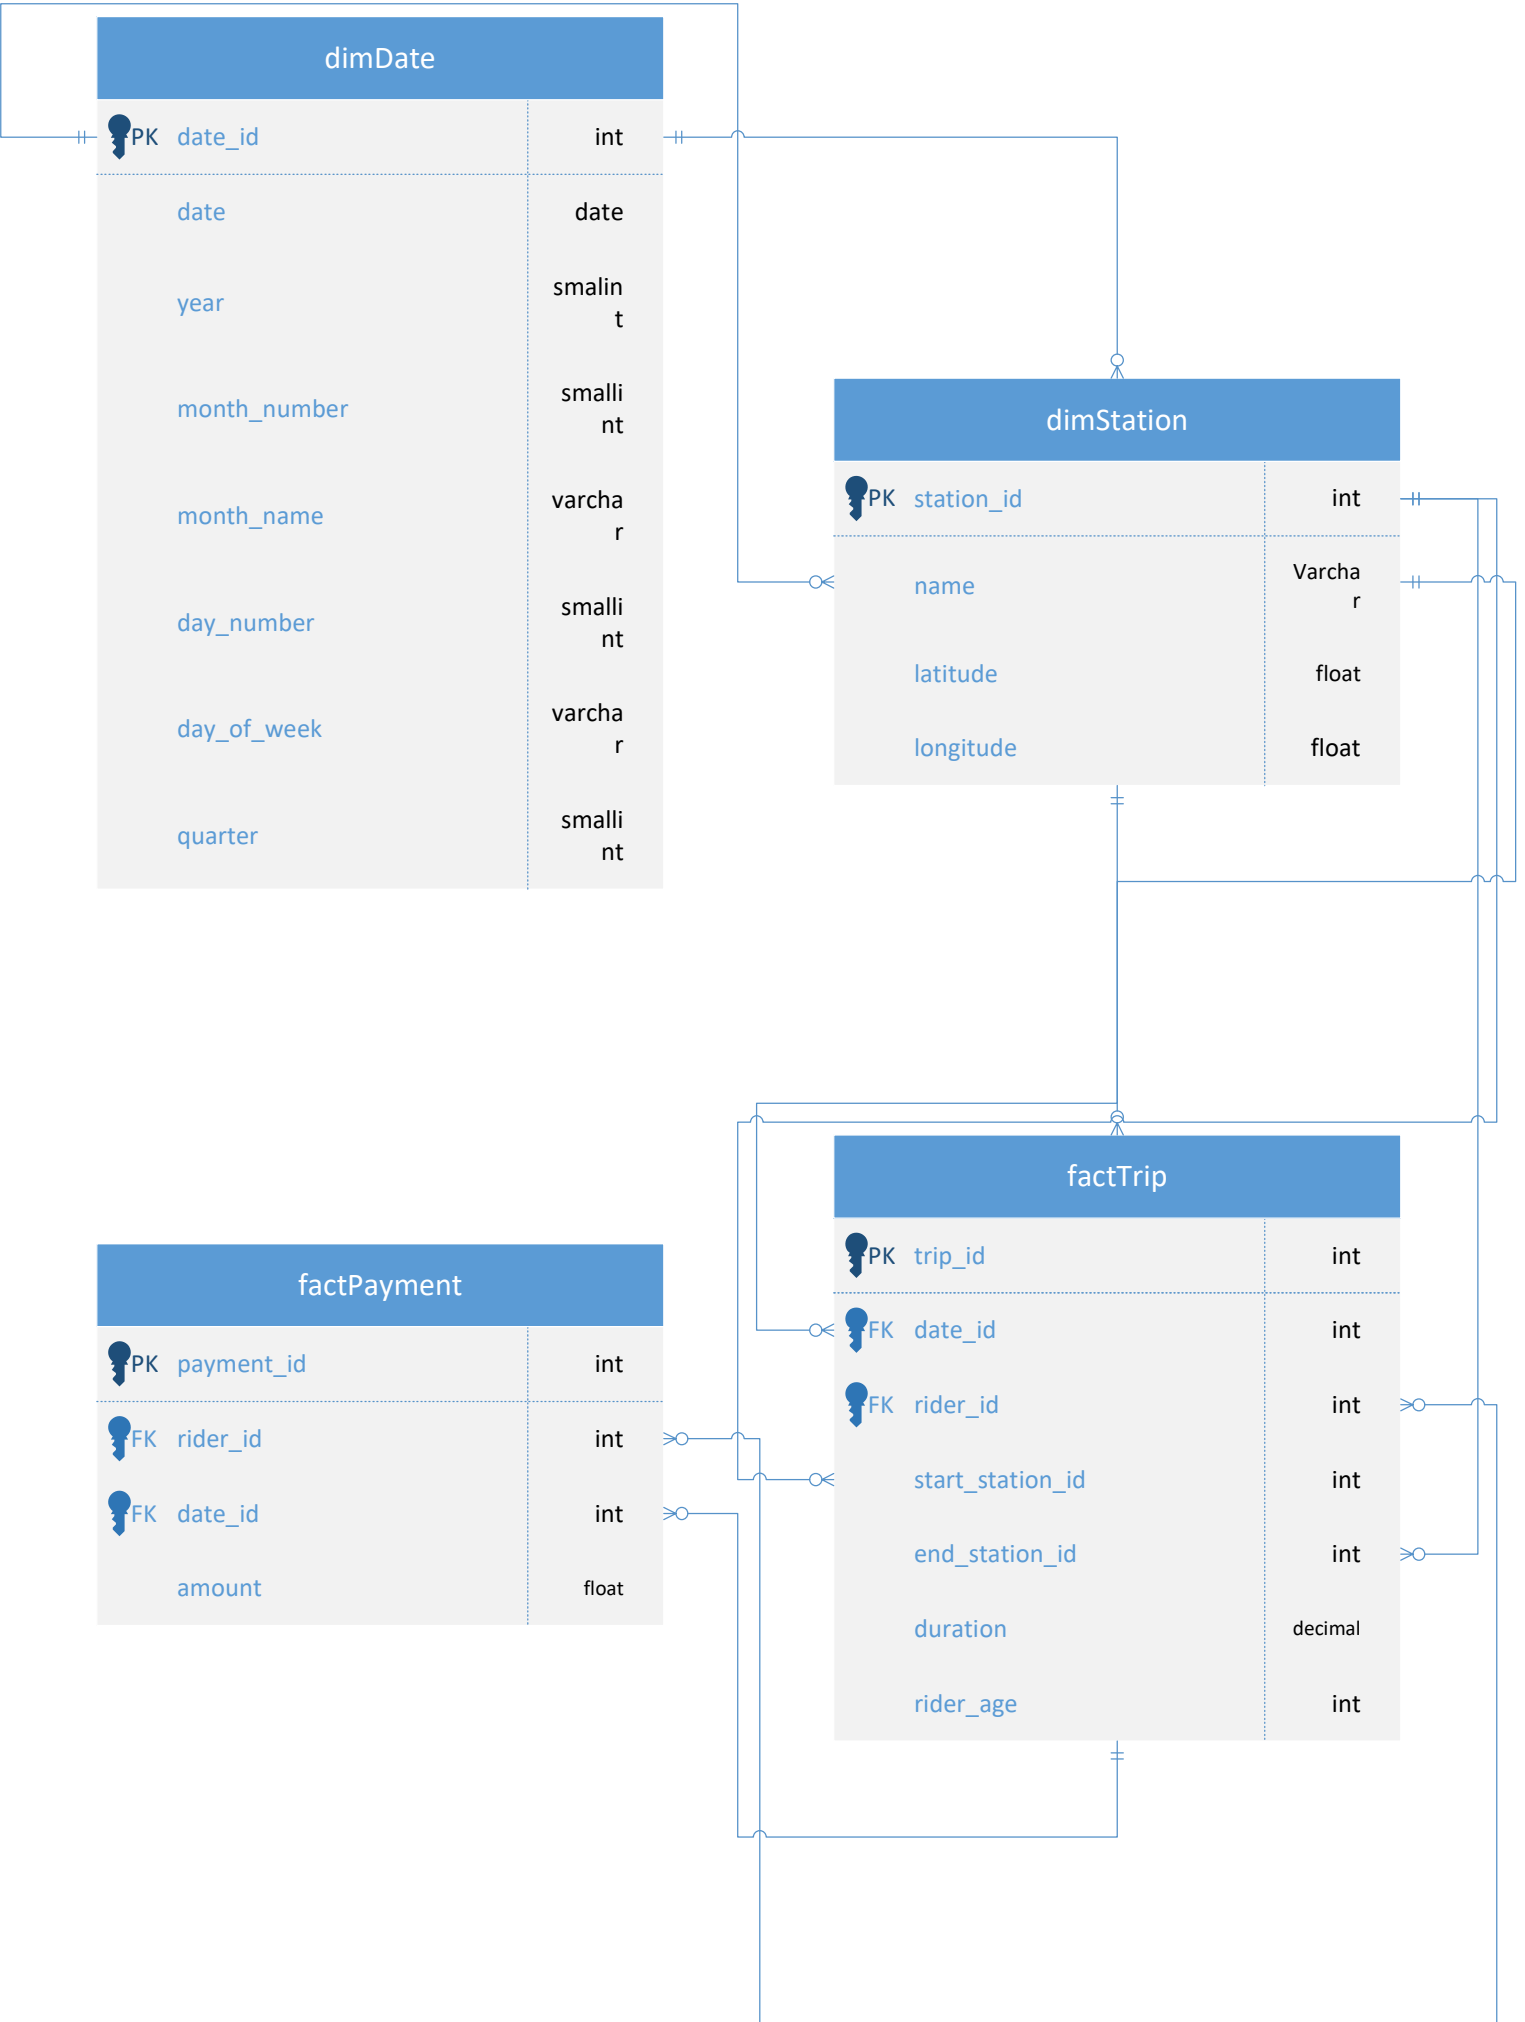 dimDate
PK date_id int
date date
year smalin
t
month_number smalli
nt
month_name varcha
r
day_number smalli
nt
day_of_week varcha
r
quarter smalli
nt
dimStation
PK station_id int
name Varcha
r
latitude float
longitude float
factPayment
PK payment_id int
FK rider_id int
FK date_id int
amount float
factTrip
PK trip_id int
FK date_id int
FK rider_id int
start_station_id int
end_station_id int
duration decimal
rider_age int